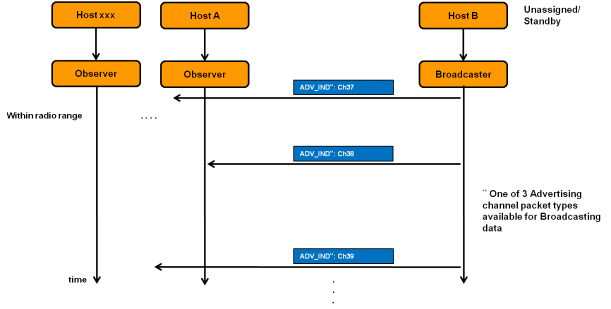 Host xxx
Host A
Host B
Unassigned/
Standby
Observer
Observer
Broadcaster
ADV_IND¨: Ch37
Within radio range
. . . .
ADV_IND¨: Ch38
¨ One of 3 Advertising
channel packet types
available for Broadcasting
data
ADV_IND¨: Ch39
time
.
.
.